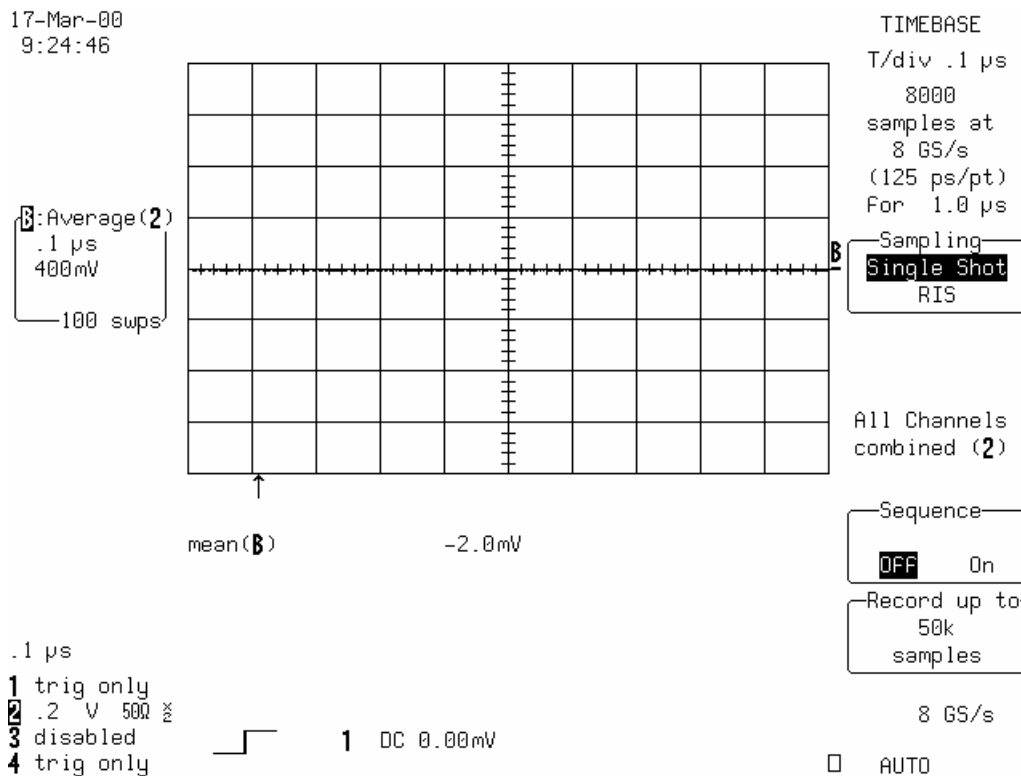 17-Mar-00
9:24:46
B:Average(2)
.1 µs
400mV
100 swps
B
mean(B) -2.0mV
.1 µs
1 trig only
2 .2 V 50Ω X2
3 disabled
4 trig only
1 DC 0.00mV
TIMEBASE
T/div .1 µs
8000
samples at
8 GS/s
(125 ps/pt)
For 1.0 µs
Sampling
Single Shot
RIS
All Channels
combined (2)
Sequence
OFF On
Record up to
50k
samples
8 GS/s
AUTO